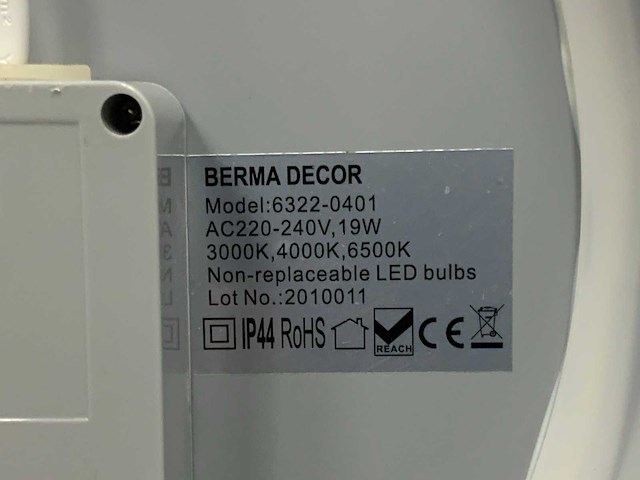 BERMA DECOR
Model:6322-0401
AC220-240V,19W
3000K,4000K,6500K
Non-replaceable LED bulbs
Lot No.:2010011
IP44 RoHS REACH CE